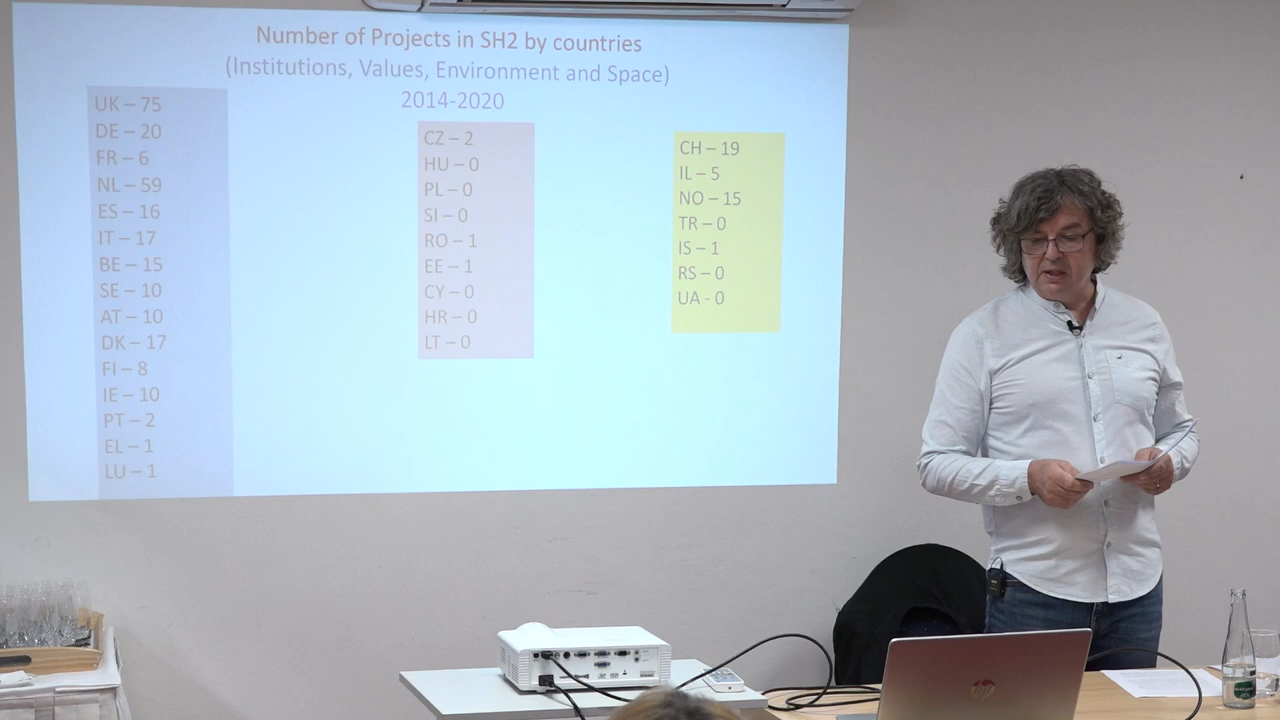 Number of Projects in SH2 by countries
(Institutions, Values, Environment and Space)
2014-2020
UK – 75
DE – 20
FR – 6
NL – 59
ES – 16
IT – 17
BE – 15
SE – 10
AT – 10
DK – 17
FI – 8
IE – 10
PT – 2
EL – 1
LU – 1
CZ – 2
HU – 0
PL – 0
SI – 0
RO – 1
EE – 1
CY – 0
HR – 0
LT – 0
CH – 19
IL – 5
NO – 15
TR – 0
IS – 1
RS – 0
UA - 0
hp